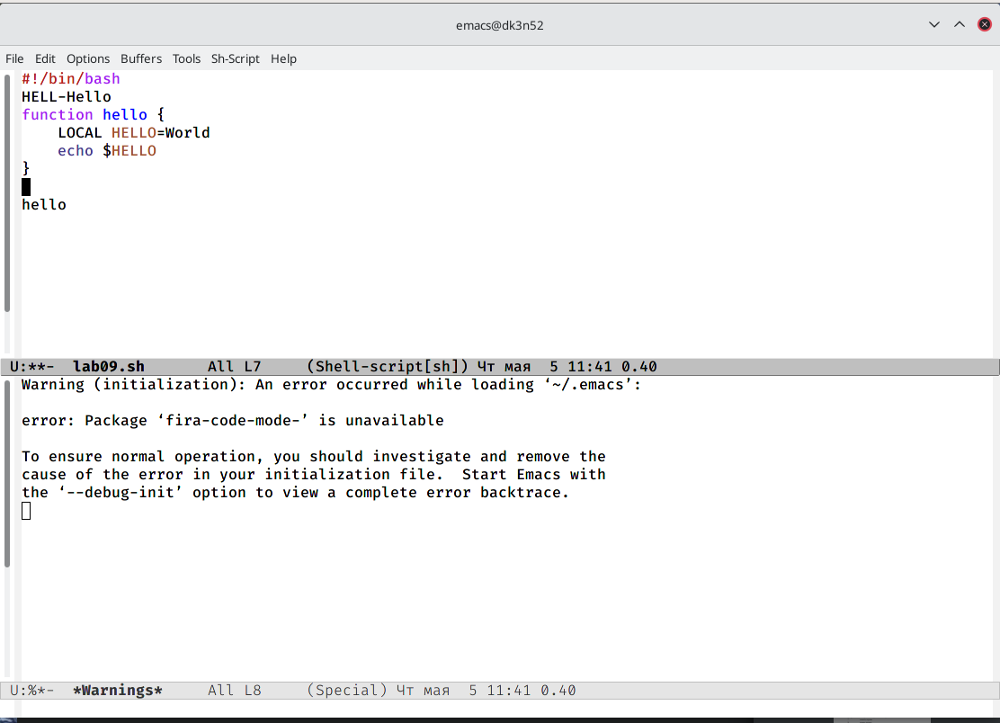 emacs@dk3n52
File Edit Options Buffers Tools Sh-Script Help
#!/bin/bash
HELL-Hello
function hello {
    LOCAL HELLO=World
    echo $HELLO
}
hello
U:**-  lab09.sh       All L7     (Shell-script[sh]) Чт мая  5 11:41 0.40
Warning (initialization): An error occurred while loading ‘~/.emacs’:
error: Package ‘fira-code-mode-’ is unavailable
To ensure normal operation, you should investigate and remove the
cause of the error in your initialization file.  Start Emacs with
the ‘--debug-init’ option to view a complete error backtrace.
U:%*-  *Warnings*     All L8     (Special) Чт мая  5 11:41 0.40